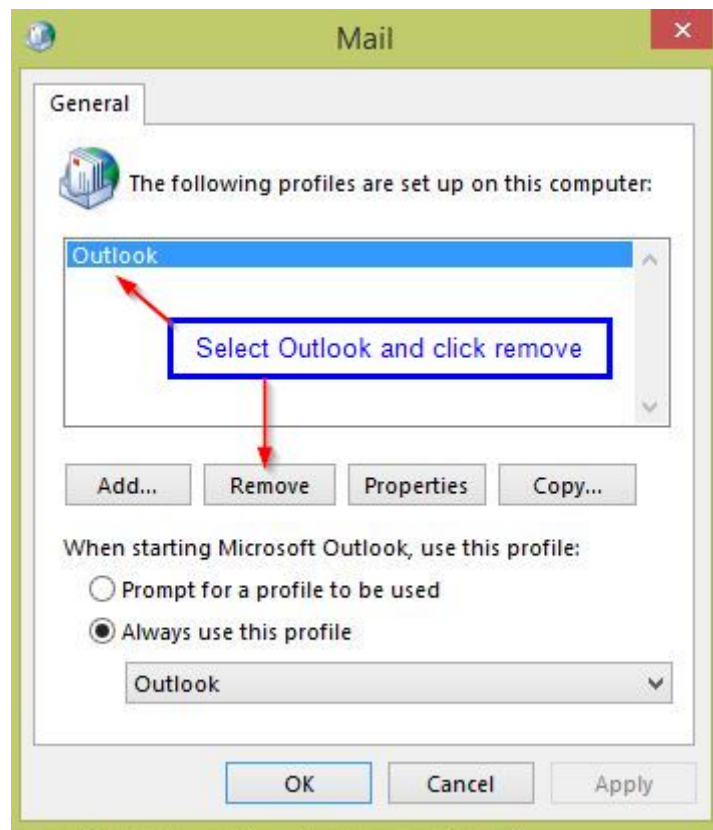 Mail
General
The following profiles are set up on this computer:
Outlook
Select Outlook and click remove
Add... Remove Properties Copy...
When starting Microsoft Outlook, use this profile:
Prompt for a profile to be used
Always use this profile
Outlook
OK Cancel Apply